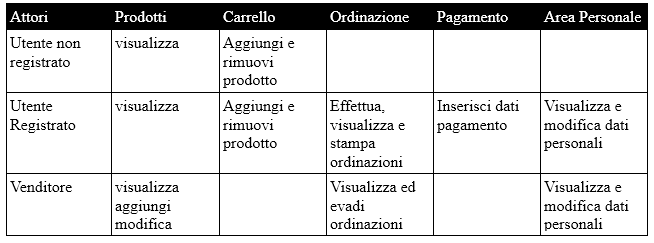 Attori Prodotti Carrello Ordinazione Pagamento Area Personale
Utente non registrato visualizza Aggiungi e rimuovi prodotto
Utente Registrato visualizza Aggiungi e rimuovi prodotto Effettua, visualizza e stampa ordinazioni Inserisci dati pagamento Visualizza e modifica dati personali
Venditore visualizza aggiungi modifica Visualizza ed evadi ordinazioni Visualizza e modifica dati personali